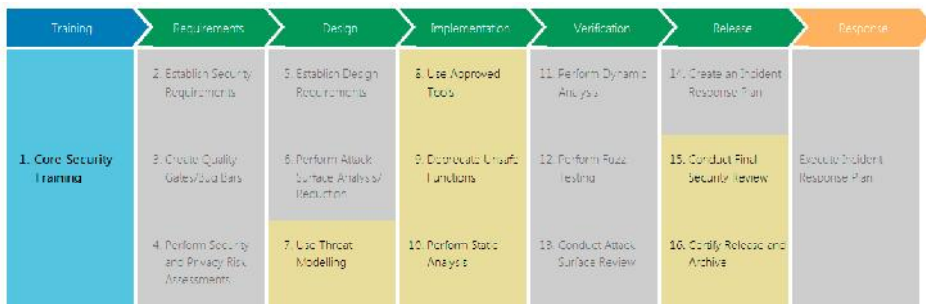 Training
Requirements
Design
Implementation
Verification
Release
Response
1. Core Security
Training
2. Establish Security
Requirements
3. Create Quality
Gates/Bug Bars
4. Perform Security
and Privacy Risk
Assessments
5. Establish Design
Requirements
6. Perform Attack
Surface Analysis/
Reduction
7. Use Threat
Modelling
8. Use Approved
Tools
9. Deprecate Unsafe
Functions
10. Perform Static
Analysis
11. Perform Dynamic
Analysis
12. Perform Fuzz
Testing
13. Conduct Attack
Surface Review
14. Create an Incident
Response Plan
15. Conduct Final
Security Review
16. Certify Release and
Archive
Execute Incident
Response Plan